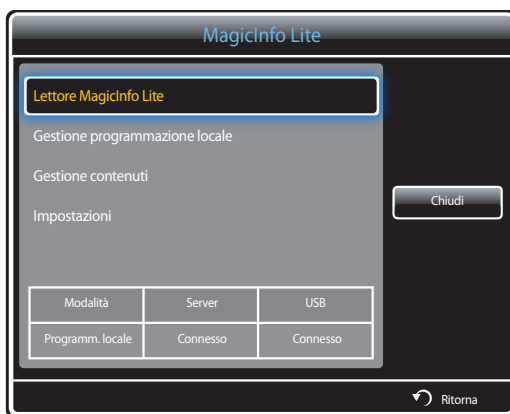 MagicInfo Lite
Lettore MagicInfo Lite
Gestione programmazione locale
Gestione contenuti
Impostazioni
Chiudi
Modalità Server USB
Programm. locale Connesso Connesso
Ritorna